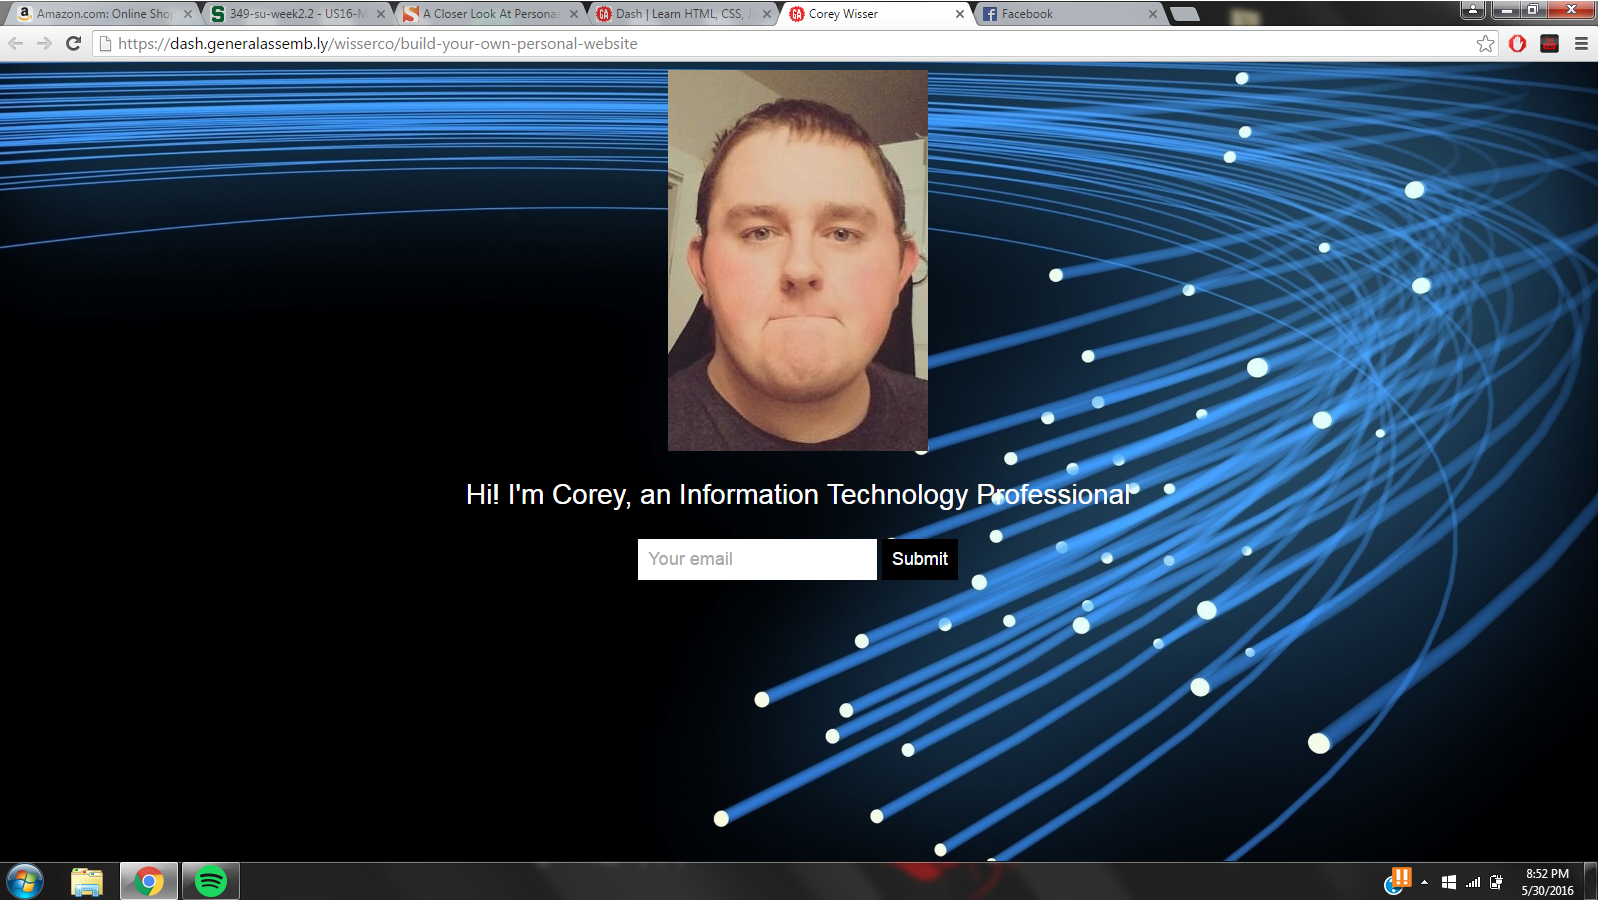 Amazon.com: Online Shop
349-su-week2.2 - US16-M
A Closer Look At Persona
Dash | Learn HTML, CSS, J
Corey Wisser
Facebook
https://dash.generalassemb.ly/wisserco/build-your-own-personal-website
Hi! I'm Corey, an Information Technology Professional
Your email
Submit
8:52 PM
5/30/2016